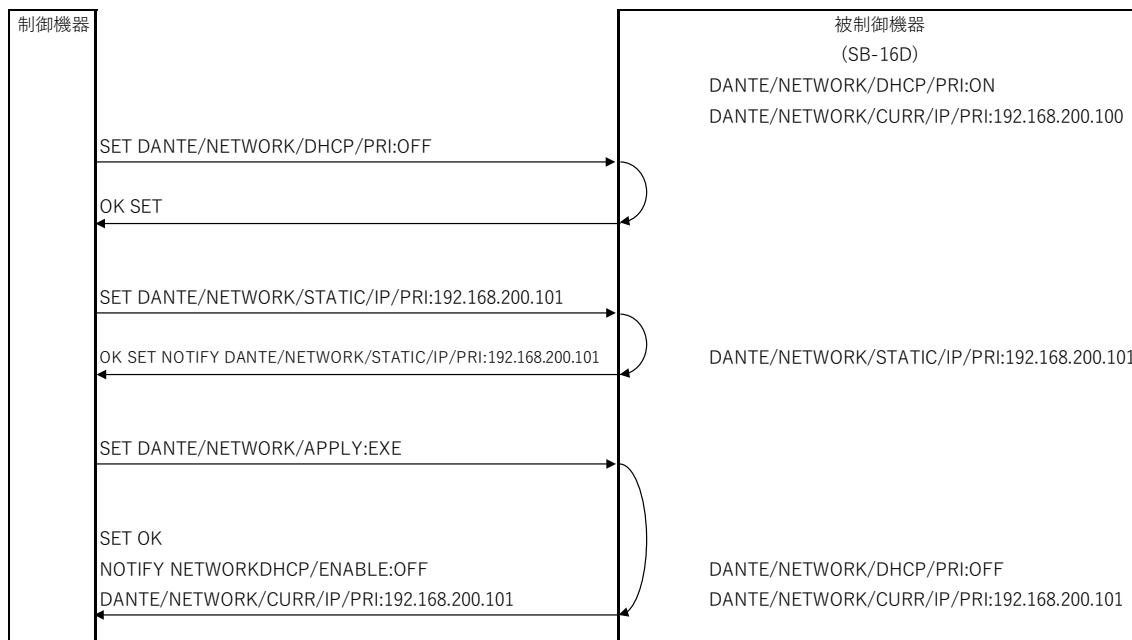 制御機器
被制御機器
(SB-16D)
DANTE/NETWORK/DHCP/PRI:ON
DANTE/NETWORK/CURR/IP/PRI:192.168.200.100
SET DANTE/NETWORK/DHCP/PRI:OFF
OK SET
SET DANTE/NETWORK/STATIC/IP/PRI:192.168.200.101
OK SET NOTIFY DANTE/NETWORK/STATIC/IP/PRI:192.168.200.101
DANTE/NETWORK/STATIC/IP/PRI:192.168.200.101
SET DANTE/NETWORK/APPLY:EXE
SET OK
NOTIFY NETWORKDHCP/ENABLE:OFF
DANTE/NETWORK/DHCP/PRI:OFF
DANTE/NETWORK/CURR/IP/PRI:192.168.200.101
DANTE/NETWORK/CURR/IP/PRI:192.168.200.101